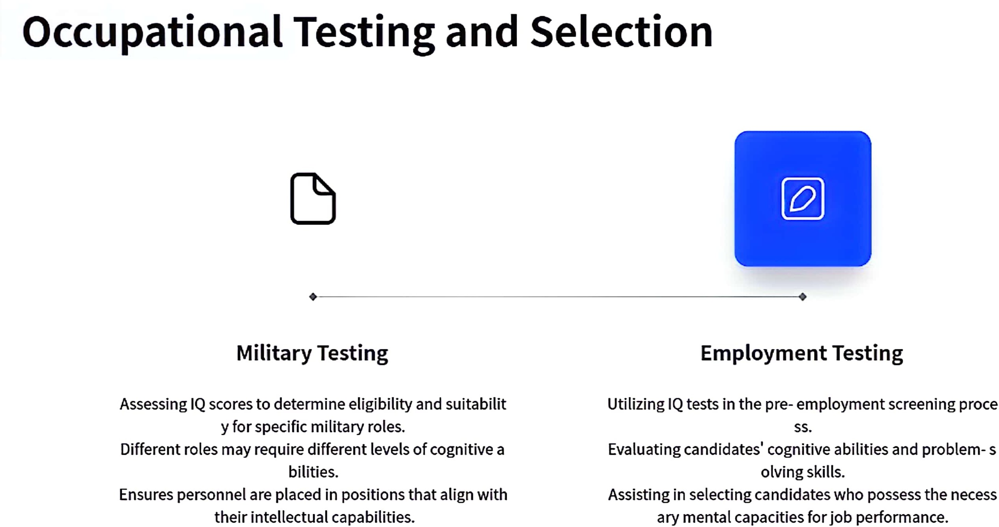 Occupational Testing and Selection
Military Testing
Assessing IQ scores to determine eligibility and suitabilit
y for specific military roles.
Different roles may require different levels of cognitive a
bilities.
Ensures personnel are placed in positions that align with
their intellectual capabilities.
Employment Testing
Utilizing IQ tests in the pre- employment screening proce
ss.
Evaluating candidates' cognitive abilities and problem- s
olving skills.
Assisting in selecting candidates who possess the necess
ary mental capacities for job performance.